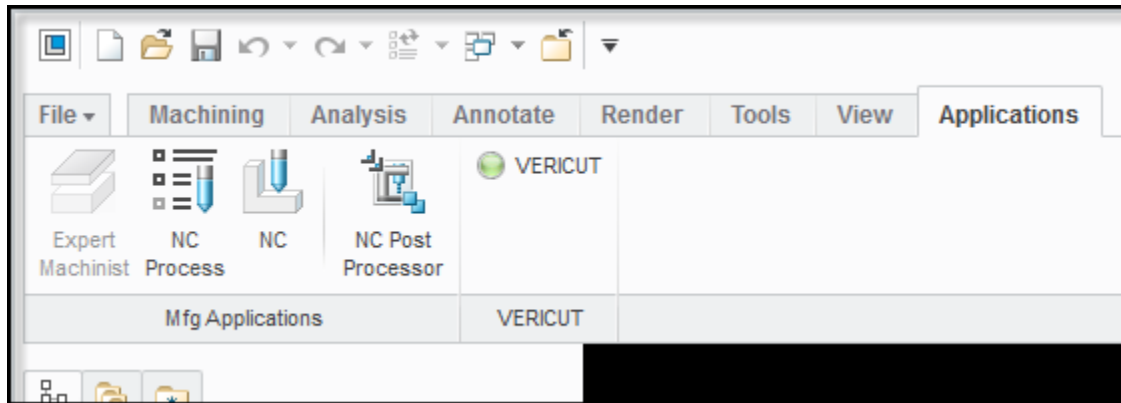 File Machining Analysis Annotate Render Tools View Applications
VERICUT
Expert Machinist
NC Process
NC
NC Post Processor
Mfg Applications
VERICUT